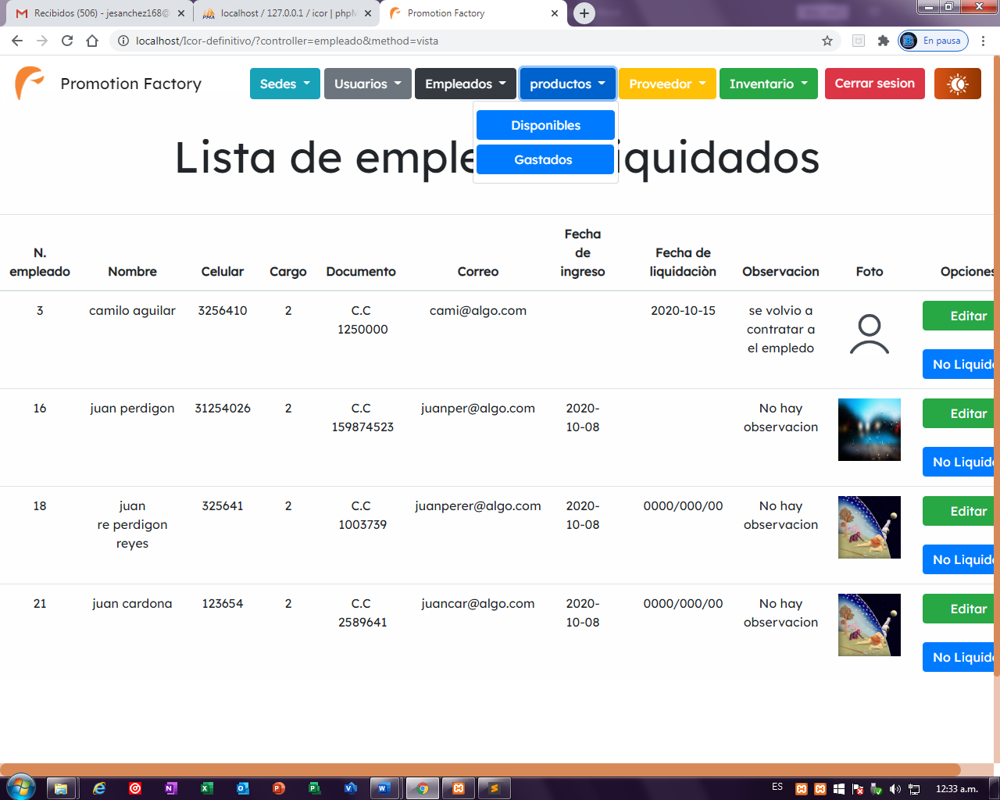 Recibidos (506) - jesanchez168@
localhost / 127.0.0.1 / icor | phpM
Promotion Factory
localhost/Icor-definitivo/?controller=empleado&method=vista
En pausa
Promotion Factory
Sedes
Usuarios
Empleados
productos
Proveedor
Inventario
Cerrar sesion
Disponibles
Gastados
Lista de emple iquidados
N. empleado Nombre Celular Cargo Documento Correo Fecha de ingreso Fecha de liquidaciòn Observacion Foto Opciones
3 camilo aguilar 3256410 2 C.C 1250000 cami@algo.com 2020-10-15 se volvio a contratar a el empledo Editar
No Liquid
16 juan perdigon 31254026 2 C.C 159874523 juanper@algo.com 2020-10-08 No hay observacion Editar
No Liquid
18 juan re perdigon reyes 325641 2 C.C 1003739 juanperer@algo.com 2020-10-08 0000/000/00 No hay observacion Editar
No Liquid
21 juan cardona 123654 2 C.C 2589641 juancar@algo.com 2020-10-08 0000/000/00 No hay observacion Editar
No Liquid
ES
12:33 a.m.